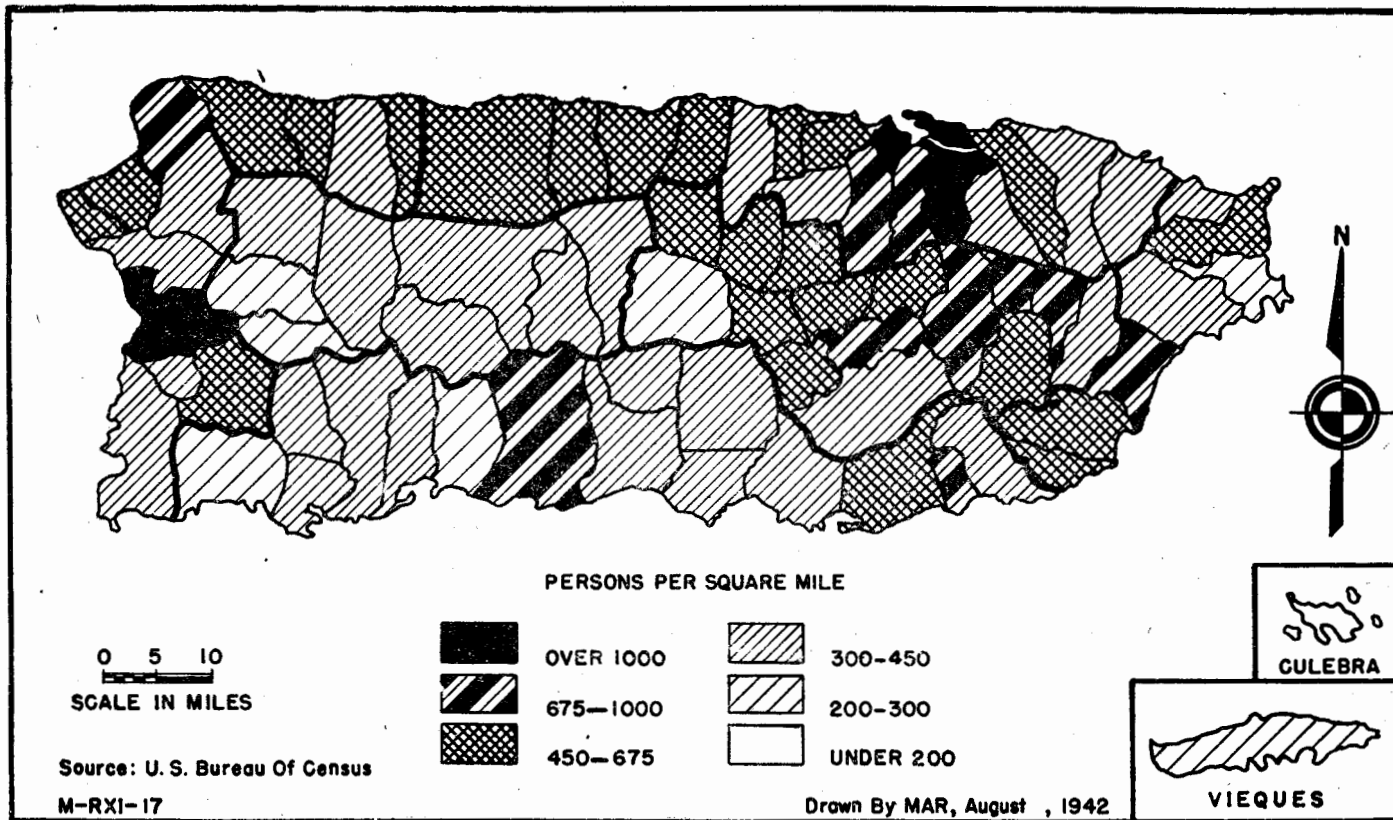 N
PERSONS PER SQUARE MILE
OVER 1000
300-450
675-1000
200-300
450-675
UNDER 200
0 5 10
SCALE IN MILES
Source: U. S. Bureau Of Census
M-RX1-17
Drawn By MAR, August , 1942
CULEBRA
VIEQUES